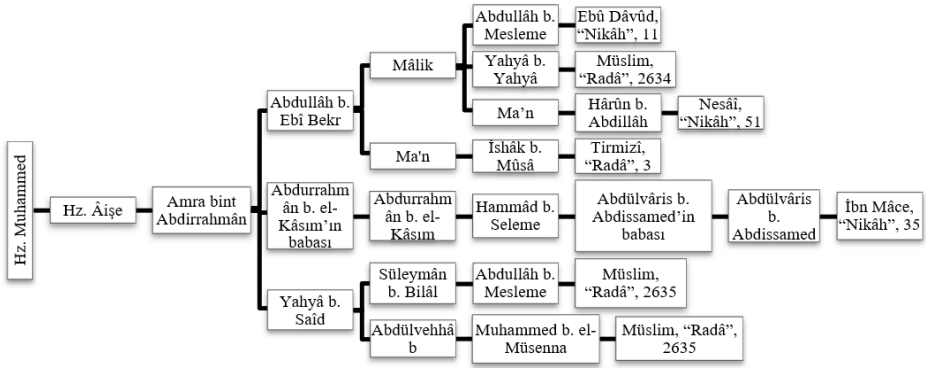 Hz. Muhammed
Hz. Âişe
Amra bint
Abdirrahmân
Abdullâh b.
Ebî Bekr
Mâlik
Abdullâh b.
Mesleme
Ebû Dâvûd,
“Nikâh”, 11
Yahyâ b.
Yahyâ
Müslim,
“Radâ”, 2634
Ma’n
Hârûn b.
Abdillâh
Nesâî,
“Nikâh”, 51
Ma'n
İshâk b.
Mûsâ
Tirmizî,
“Radâ”, 3
Abdurrahm
ân b. el-
Kâsım’ın
babası
Abdurrahm
ân b. el-
Kâsım
Hammâd b.
Seleme
Abdülvâris b.
Abdissamed’in
babası
Abdülvâris
b.
Abdissamed
İbn Mâce,
“Nikâh”, 35
Yahyâ b.
Saîd
Süleymân
b. Bilâl
Abdullâh b.
Mesleme
Müslim,
“Radâ”,
2635
Abdülvehhâ
b
Muhammed b. el-
Müsenna
Müslim, “Radâ”,
2635